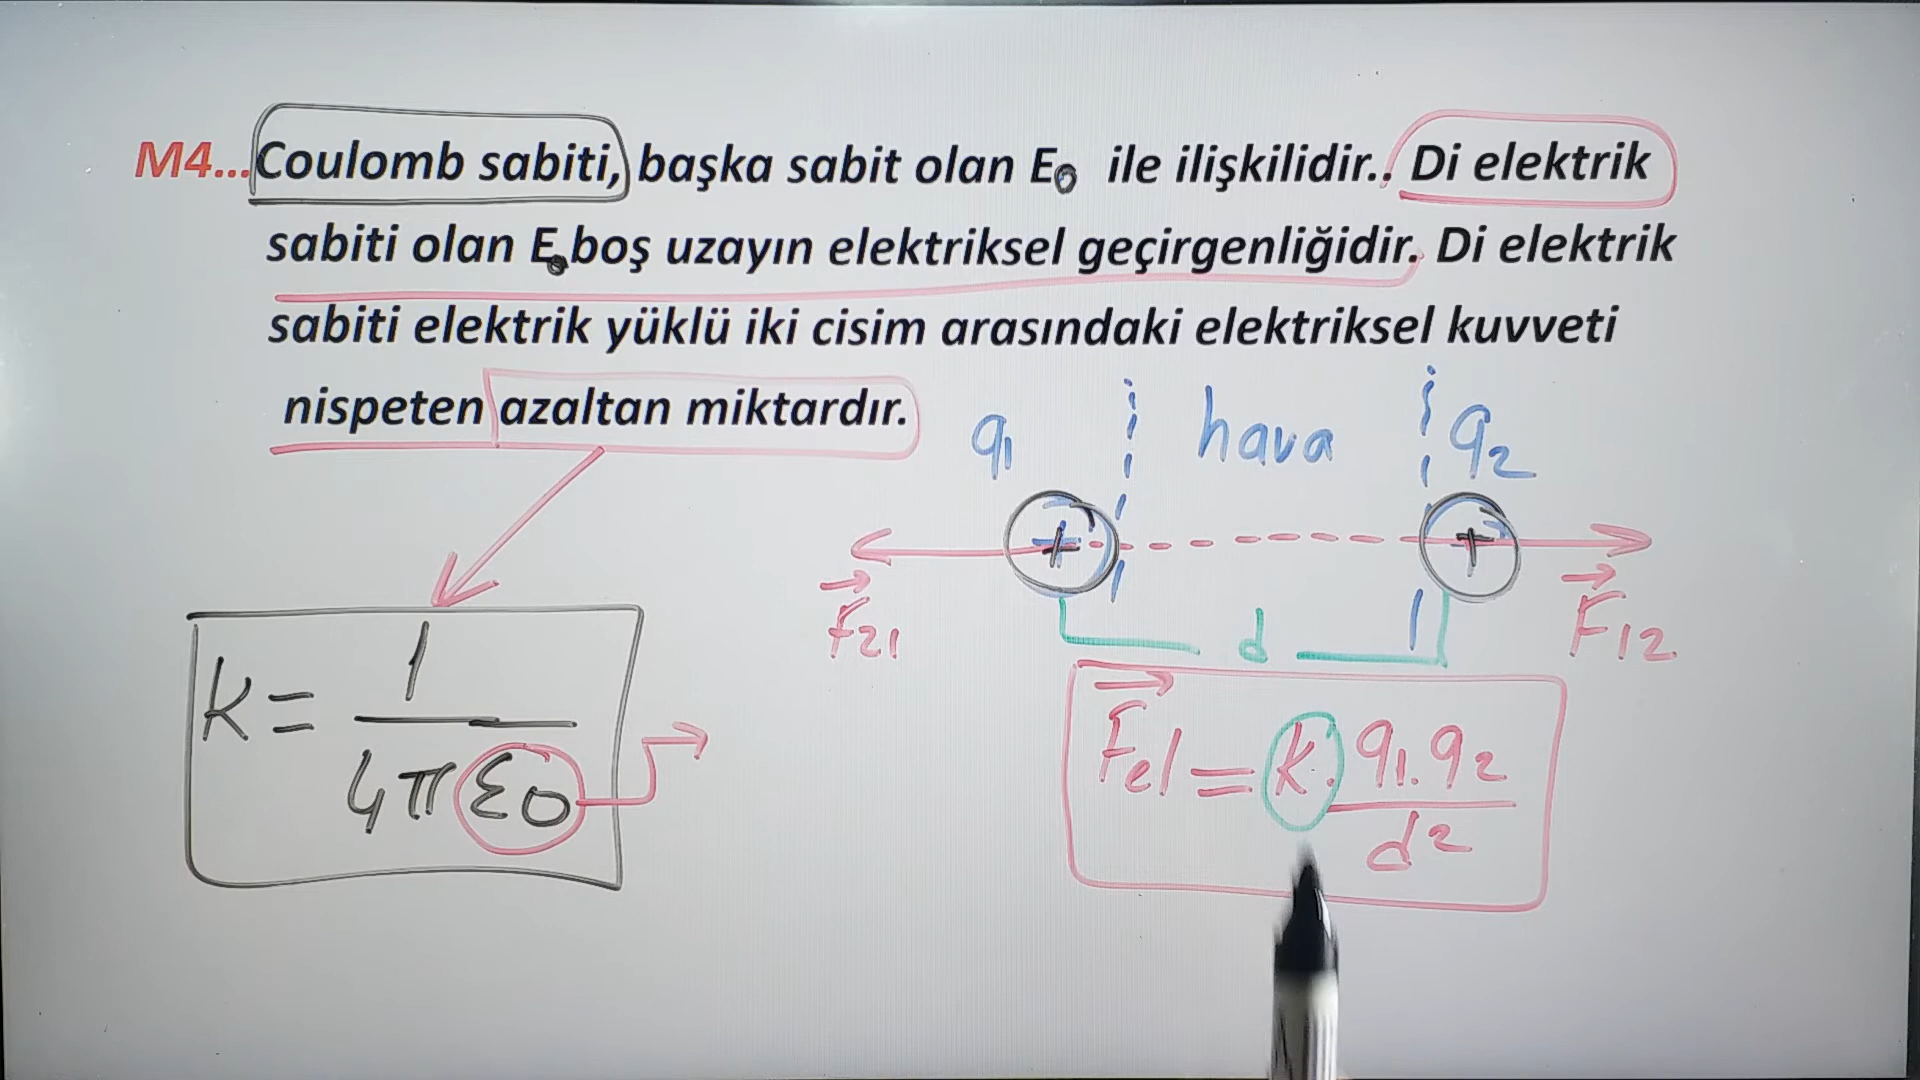 M4...Coulomb sabiti, başka sabit olan E0 ile ilişkilidir.. Di elektrik
sabiti olan E0 boş uzayın elektriksel geçirgenliğidir. Di elektrik
sabiti elektrik yüklü iki cisim arasındaki elektriksel kuvveti
nispeten azaltan miktardır.
q1 hava q2
+ +
F21 d F12
k = 1 / 4π ε0
Fel = k . q1 . q2 / d2